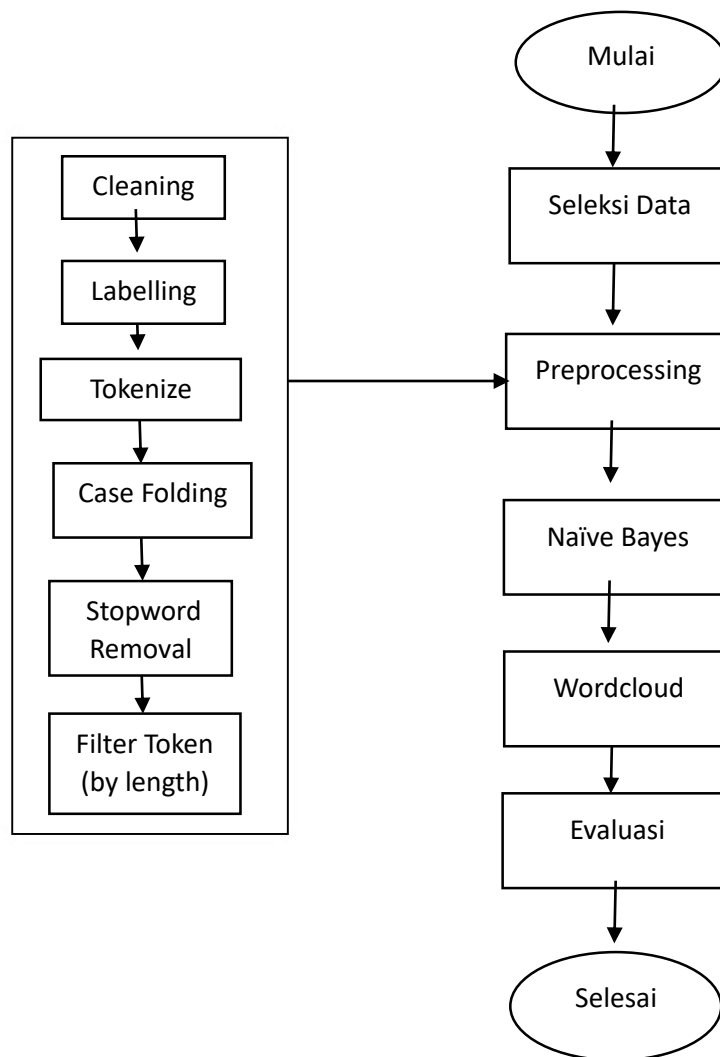 Mulai
Seleksi Data
Preprocessing
Naïve Bayes
Wordcloud
Evaluasi
Selesai
Cleaning
Labelling
Tokenize
Case Folding
Stopword
Removal
Filter Token
(by length)